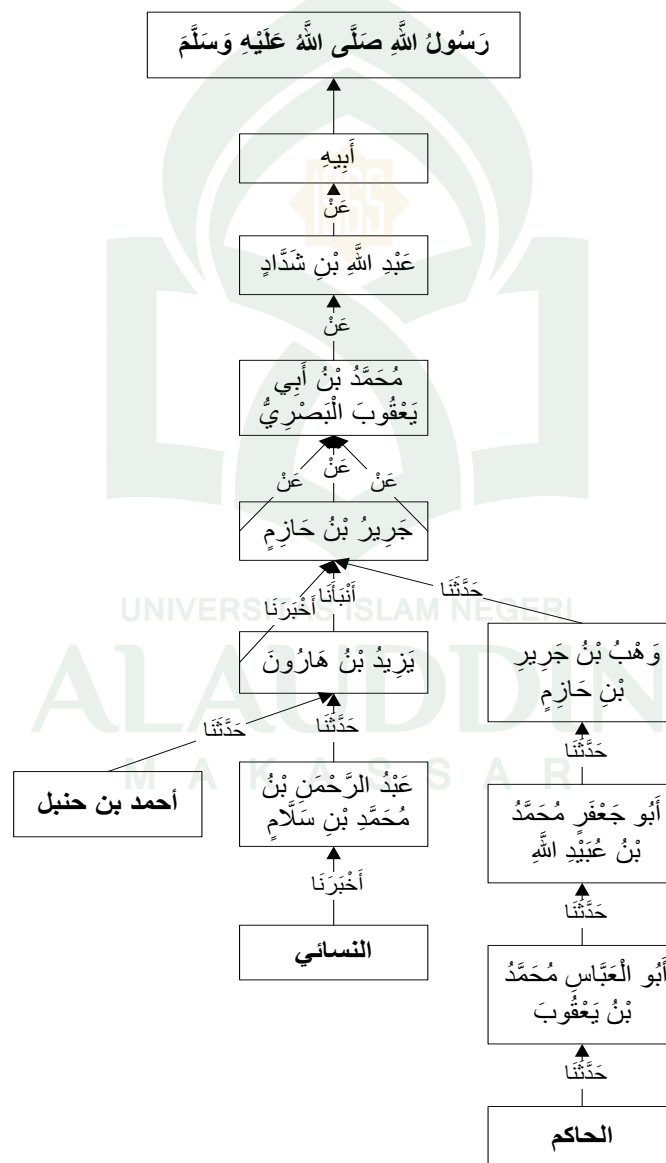 رَسُولُ اللَّهِ صَلَّى اللَّهُ عَلَيْهِ وَسَلَّمَ
أَبِيهِ
عَنْ
عَبْدِ اللَّهِ بْنِ شَدَّادٍ
عَنْ
مُحَمَّدُ بْنُ أَبِي
يَعْقُوبَ الْبَصْرِيُّ
عَنْ عَنْ عَنْ
جَرِيرُ بْنُ حَازِمٍ
حَدَّثَنَا أَنْبَأَنَا أَخْبَرَنَا
UNIVERSITAS ISLAM NEGERI
يَزِيدُ بْنُ هَارُونَ
وَهْبُ بْنُ جَرِيرِ
بْنِ حَازِمٍ
ALAUDDIN
حَدَّثَنَا حَدَّثَنَا حَدَّثَنَا
MAKASSAR
أحمد بن حنبل
عَبْدُ الرَّحْمَنِ بْنُ
مُحَمَّدِ بْنِ سَلَّامٍ
أَبُو جَعْفَرٍ مُحَمَّدُ
بْنُ عُبَيْدِ اللَّهِ
أَخْبَرَنَا
حَدَّثَنَا
النسائي
أَبُو الْعَبَّاسِ مُحَمَّدُ
بْنُ يَعْقُوبَ
حَدَّثَنَا
الحاكم